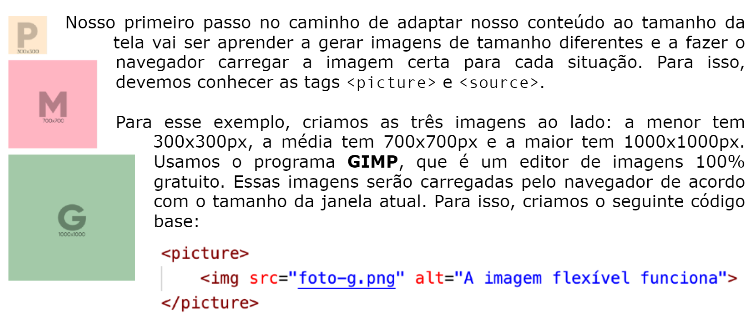 P
300x300
M
700x700
G
1000x1000
Nosso primeiro passo no caminho de adaptar nosso conteúdo ao tamanho da
tela vai ser aprender a gerar imagens de tamanho diferentes e a fazer o
navegador carregar a imagem certa para cada situação. Para isso,
devemos conhecer as tags <picture> e <source>.
Para esse exemplo, criamos as três imagens ao lado: a menor tem
300x300px, a média tem 700x700px e a maior tem 1000x1000px.
Usamos o programa GIMP, que é um editor de imagens 100%
gratuito. Essas imagens serão carregadas pelo navegador de acordo
com o tamanho da janela atual. Para isso, criamos o seguinte código
base:
<picture>
<img src="foto-g.png" alt="A imagem flexível funciona">
</picture>